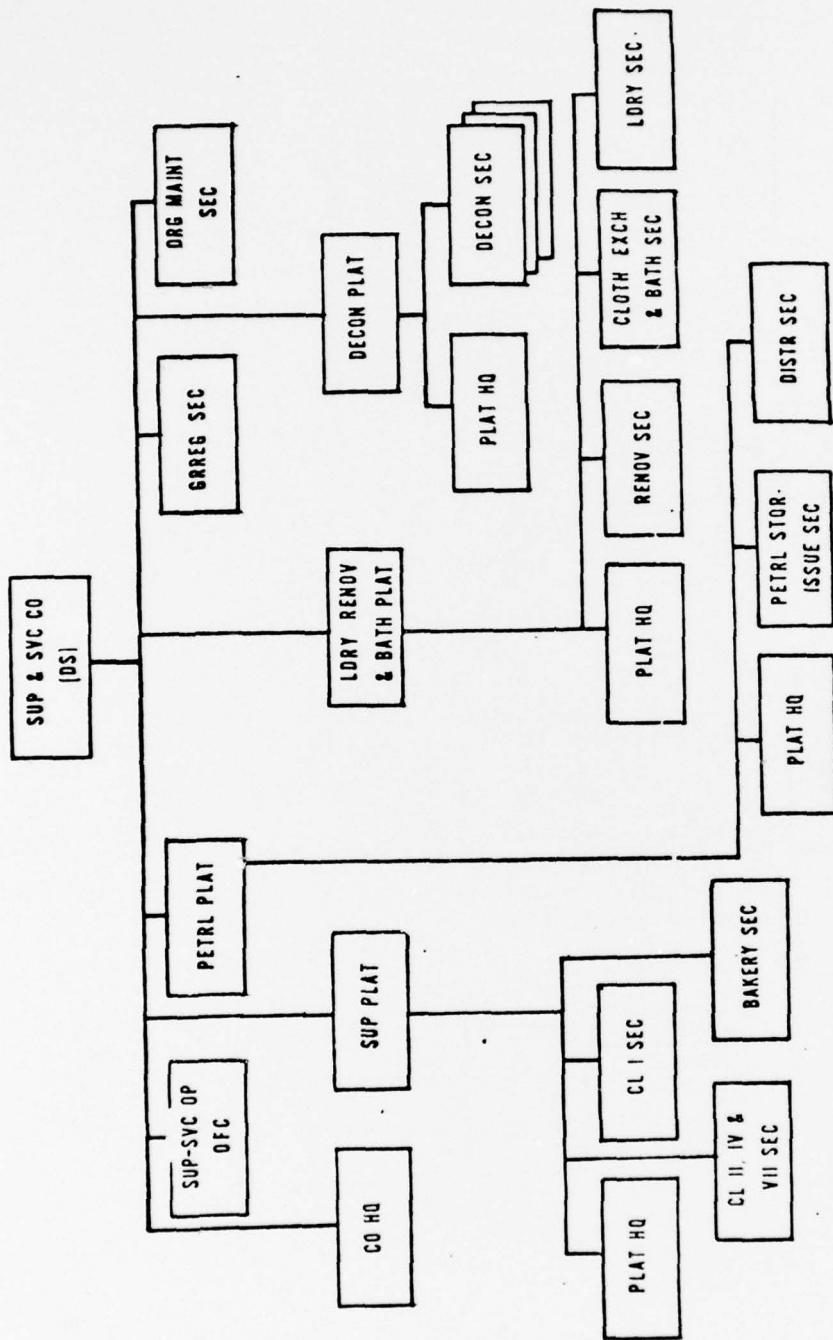 SUP & SVC CO
(DS)
CO HQ
SUP-SVC OP
OFC
SUP PLAT
PETRL PLAT
LDRY RENOV
& BATH PLAT
GRREG SEC
DECON PLAT
ORG MAINT
SEC
PLAT HQ
CL II, IV &
VII SEC
CL I SEC
BAKERY SEC
PLAT HQ
PETRL STOR-
ISSUE SEC
DISTR SEC
PLAT HQ
RENOV SEC
CLOTH EXCH
& BATH SEC
LDRY SEC
PLAT HQ
DECON SEC